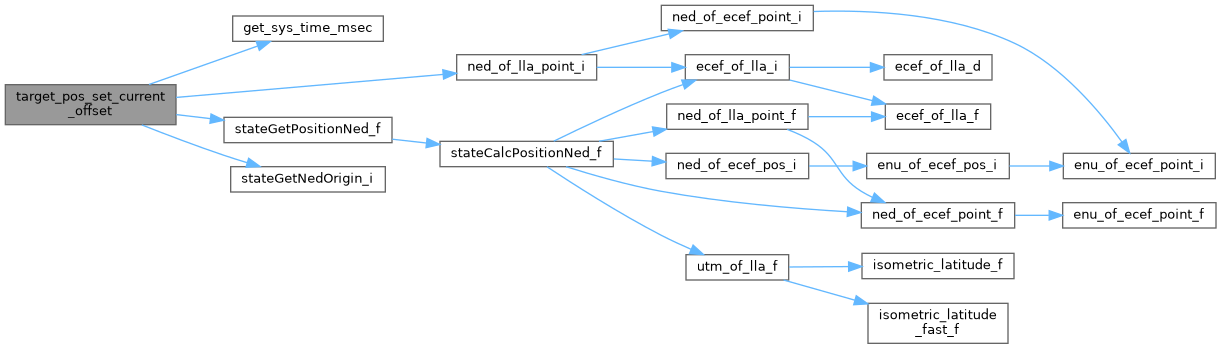 target_pos_set_current
_offset
get_sys_time_msec
ned_of_lla_point_i
stateGetPositionNed_f
stateGetNedOrigin_i
stateCalcPositionNed_f
ned_of_ecef_point_i
ecef_of_lla_i
ned_of_lla_point_f
ned_of_ecef_pos_i
utm_of_lla_f
ecef_of_lla_d
ecef_of_lla_f
enu_of_ecef_pos_i
ned_of_ecef_point_f
isometric_latitude_f
isometric_latitude
_fast_f
enu_of_ecef_point_i
enu_of_ecef_point_f